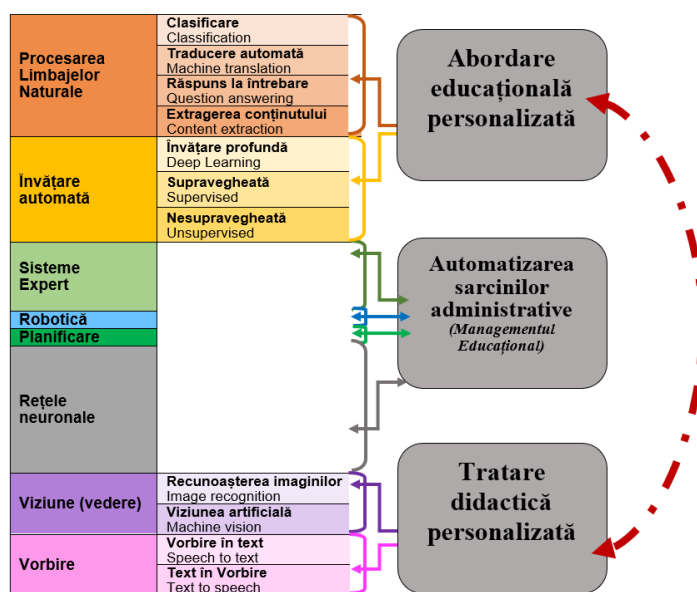 Procesarea
Limbajelor
Naturale
Clasificare
Classification
Traducere automată
Machine translation
Răspuns la întrebare
Question answering
Extragerea conținutului
Content extraction
Învățare
automată
Învățare profundă
Deep Learning
Supravegheată
Supervised
Nesupravegheată
Unsupervised
Sisteme
Expert
Robotică
Planificare
Rețele
neuronale
Viziune (vedere)
Recunoașterea imaginilor
Image recognition
Viziunea artificială
Machine vision
Vorbire
Vorbire în text
Speech to text
Text în Vorbire
Text to speech
Abordare
educațională
personalizată
Automatizarea
sarcinilor
administrative
(Managementul
Educațional)
Tratare
didactică
personalizată